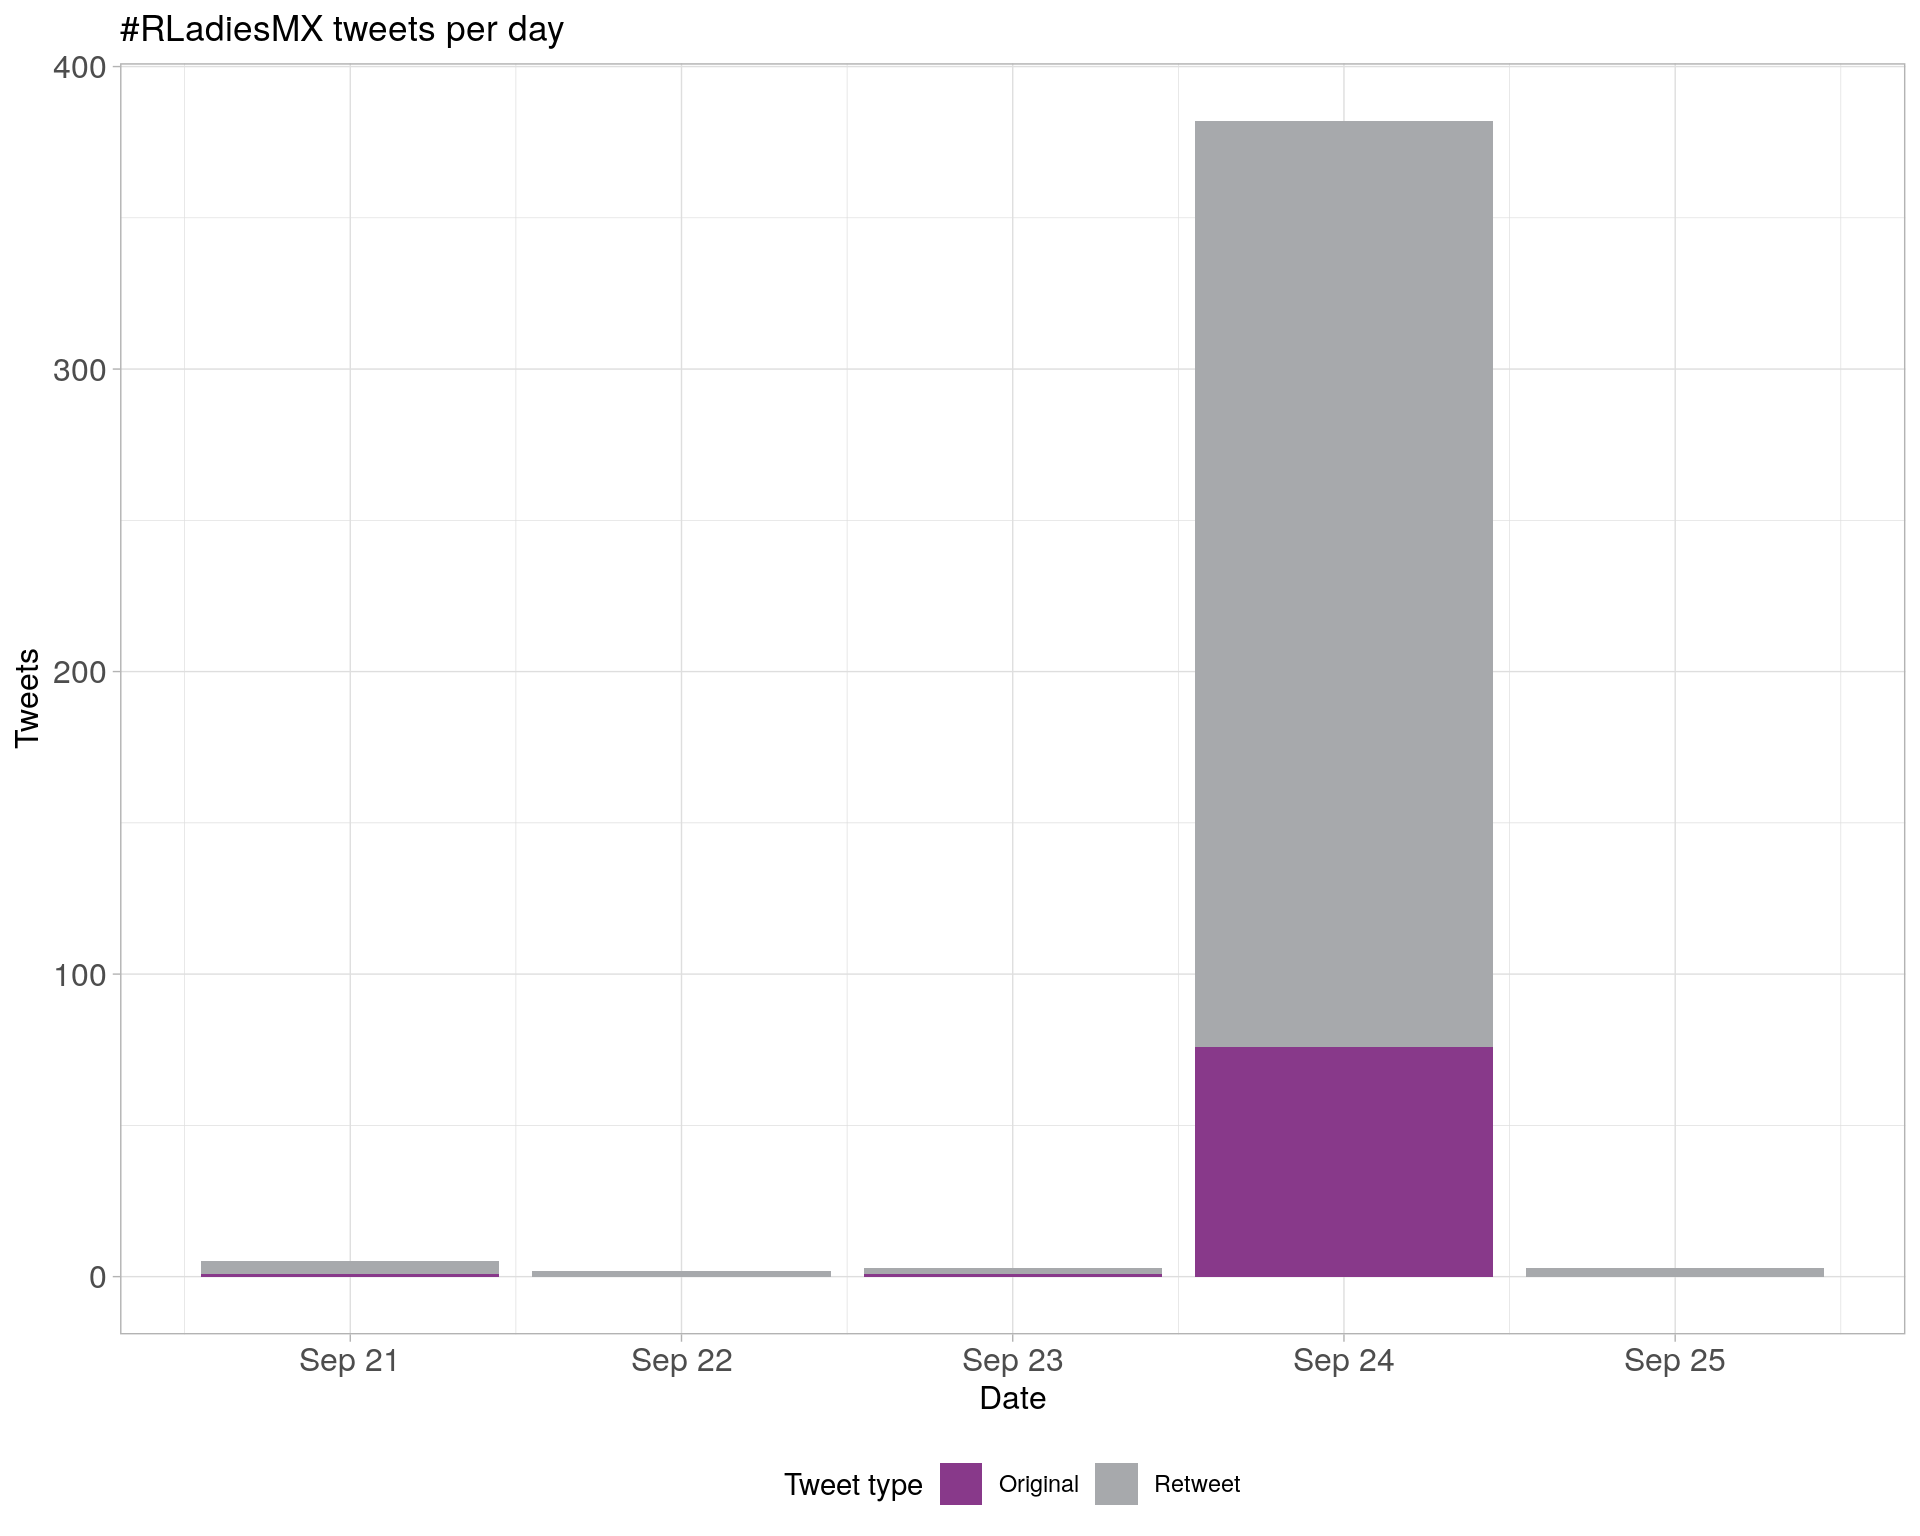 #RLadiesMX tweets per day
400
300
200
100
0
Tweets
Sep 21 Sep 22 Sep 23 Sep 24 Sep 25
Date
Tweet type Original Retweet